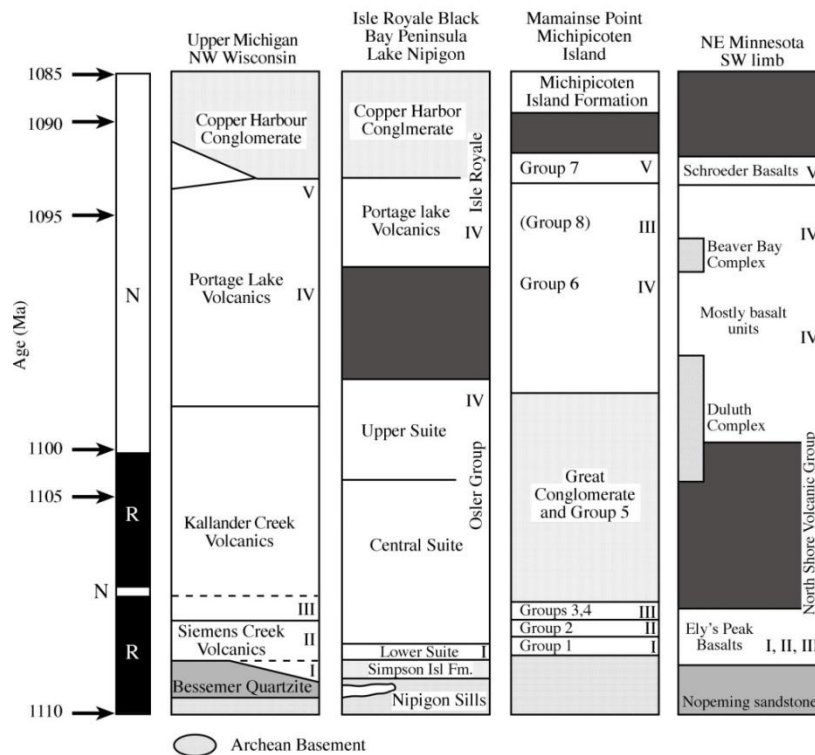 Upper Michigan
NW Wisconsin
Isle Royale Black
Bay Peninsula
Lake Nipigon
Mamainse Point
Michipicoten
Island
NE Minnesota
SW limb
Age (Ma)
1085
1090
1095
1100
1105
1110
N
R
N
R
Copper Harbour
Conglomerate
V
Portage Lake
Volcanics
IV
Kallander Creek
Volcanics
III
Siemens Creek
Volcanics
II
I
Bessemer Quartzite
Copper Harbor
Conglmerate
Isle Royale
Portage lake
Volcanics
IV
IV
Upper Suite
Osler Group
Central Suite
Lower Suite
I
Simpson Isl Fm.
Nipigon Sills
Michipicoten
Island Formation
Group 7
V
(Group 8)
III
Group 6
IV
Great
Conglomerate
and Group 5
Groups 3,4
III
Group 2
II
Group 1
I
Schroeder Basalts
V
IV
Beaver Bay
Complex
Mostly basalt
units
IV
Duluth
Complex
North Shore Volcanic Group
Ely's Peak
Basalts
I, II, III
Nopeming sandstone
Archean Basement